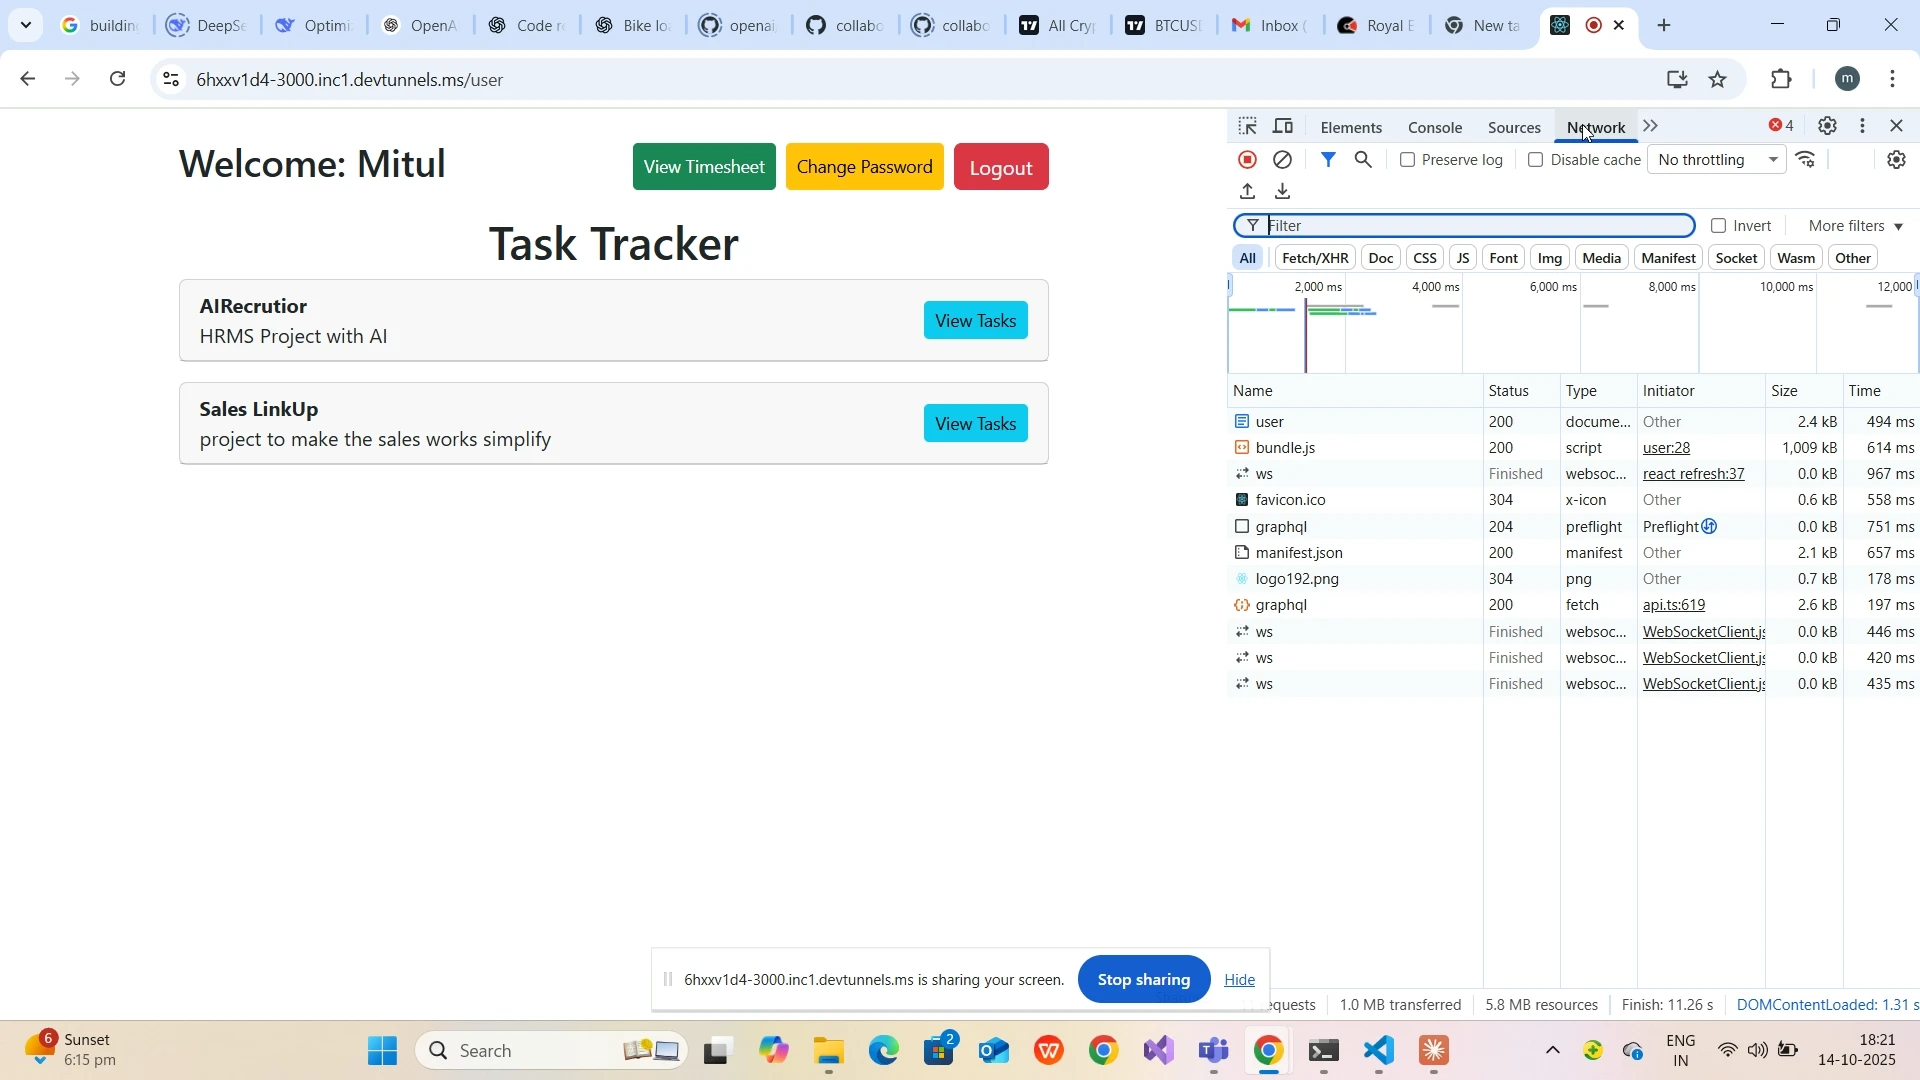 building
DeepSe
Optimi
OpenA
Code re
Bike lo
openai
collabo
collabo
All Cryp
BTCUS
Inbox (
Royal E
New ta
6hxxv1d4-3000.inc1.devtunnels.ms/user
m
Welcome: Mitul
View Timesheet
Change Password
Logout
Task Tracker
AIRecrutior
HRMS Project with AI
View Tasks
Sales LinkUp
project to make the sales works simplify
View Tasks
Elements Console Sources Network 4
Preserve log Disable cache No throttling
Filter Invert More filters
All Fetch/XHR Doc CSS JS Font Img Media Manifest Socket Wasm Other
2,000 ms 4,000 ms 6,000 ms 8,000 ms 10,000 ms 12,000
Name Status Type Initiator Size Time
user 200 docume... Other 2.4 kB 494 ms
bundle.js 200 script user:28 1,009 kB 614 ms
ws Finished websoc... react refresh:37 0.0 kB 967 ms
favicon.ico 304 x-icon Other 0.6 kB 558 ms
graphql 204 preflight Preflight 0.0 kB 751 ms
manifest.json 200 manifest Other 2.1 kB 657 ms
logo192.png 304 png Other 0.7 kB 178 ms
graphql 200 fetch api.ts:619 2.6 kB 197 ms
ws Finished websoc... WebSocketClient.js 0.0 kB 446 ms
ws Finished websoc... WebSocketClient.js 0.0 kB 420 ms
ws Finished websoc... WebSocketClient.js 0.0 kB 435 ms
6hxxv1d4-3000.inc1.devtunnels.ms is sharing your screen. Stop sharing Hide
equests 1.0 MB transferred 5.8 MB resources Finish: 11.26 s DOMContentLoaded: 1.31 s
6
Sunset
6:15 pm
Search
2
ENG
IN
18:21
14-10-2025